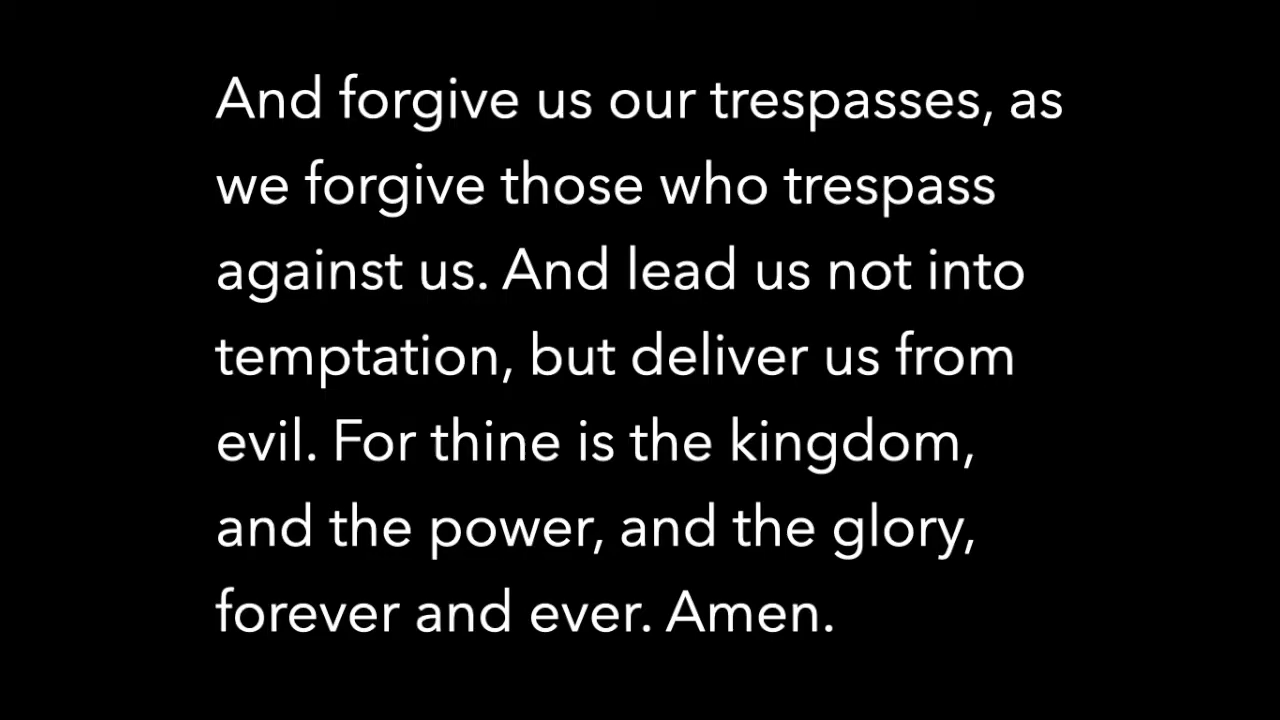 And forgive us our trespasses, as
we forgive those who trespass
against us. And lead us not into
temptation, but deliver us from
evil. For thine is the kingdom,
and the power, and the glory,
forever and ever. Amen.